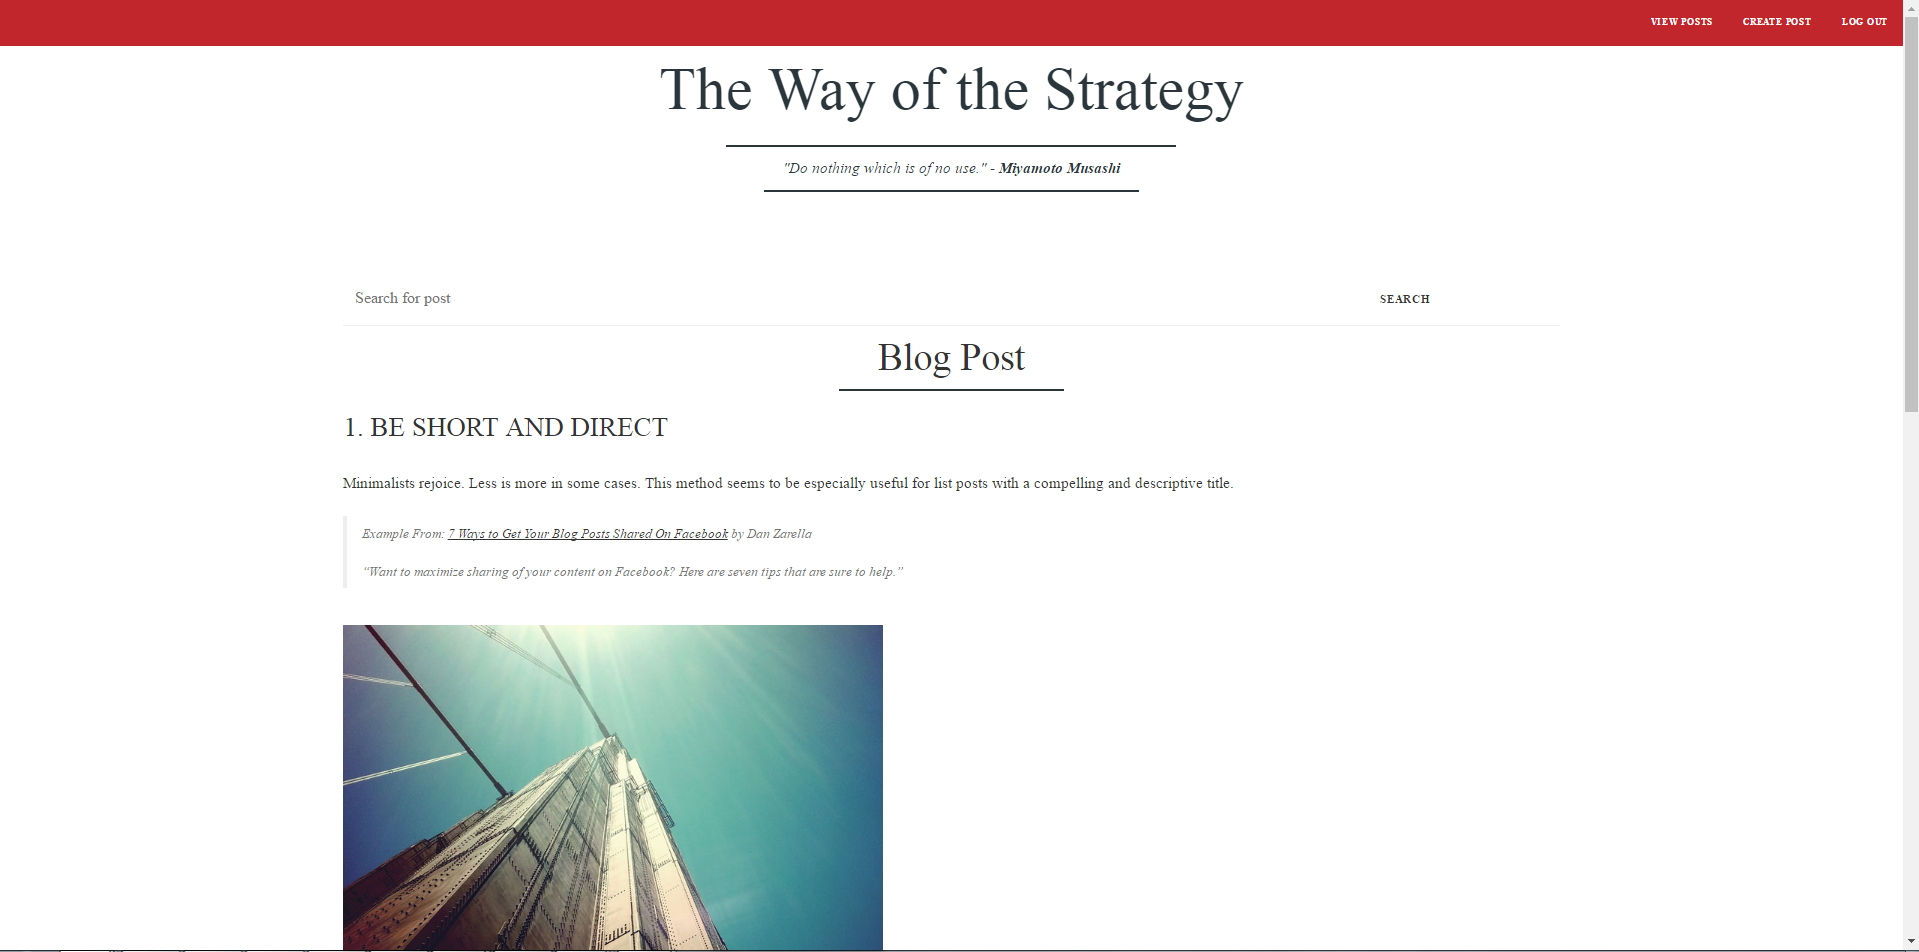 VIEW POSTS CREATE POST LOG OUT
The Way of the Strategy
"Do nothing which is of no use." - Miyamoto Musashi
Search for post SEARCH
Blog Post
1. BE SHORT AND DIRECT
Minimalists rejoice. Less is more in some cases. This method seems to be especially useful for list posts with a compelling and descriptive title.
Example From: 7 Ways to Get Your Blog Posts Shared On Facebook by Dan Zarella
“Want to maximize sharing of your content on Facebook? Here are seven tips that are sure to help.”